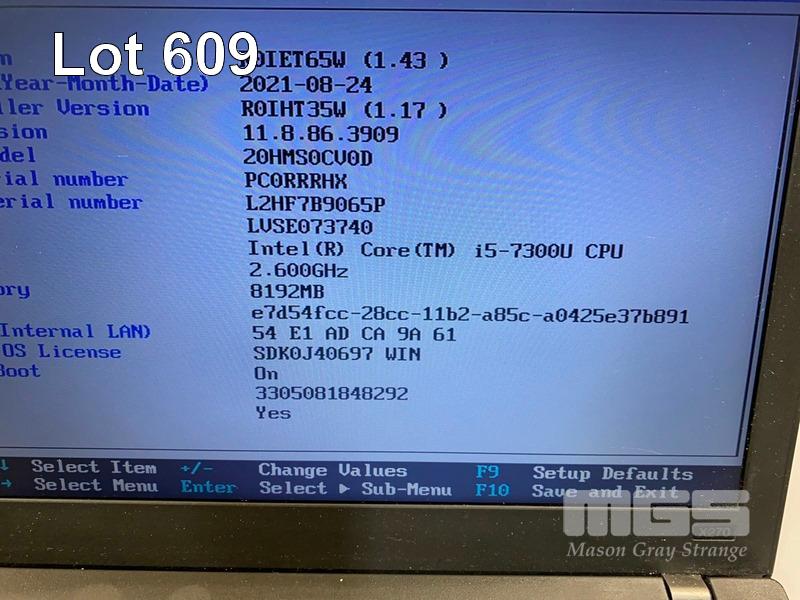 Lot 609
n 0IET65W (1.43 )
(Year-Month-Date) 2021-08-24
ller Version R0IHT35W (1.17 )
sion 11.8.86.3909
del 20HMS0CV0D
rial number PC0RRRHX
erial number L2HF7B9065P
LVSE073740
Intel(R) Core(TM) i5-7300U CPU
2.600GHz
ory 8192MB
e7d54fcc-28cc-11b2-a85c-a0425e37b891
Internal LAN) 54 E1 AD CA 9A 61
OS License SDK0J40697 WIN
Boot On
3305081848292
Yes
↓ Select Item +/- Change Values F9 Setup Defaults
→ Select Menu Enter Select ▶ Sub-Menu F10 Save and Exit
MGS
X270
Mason Gray Strange